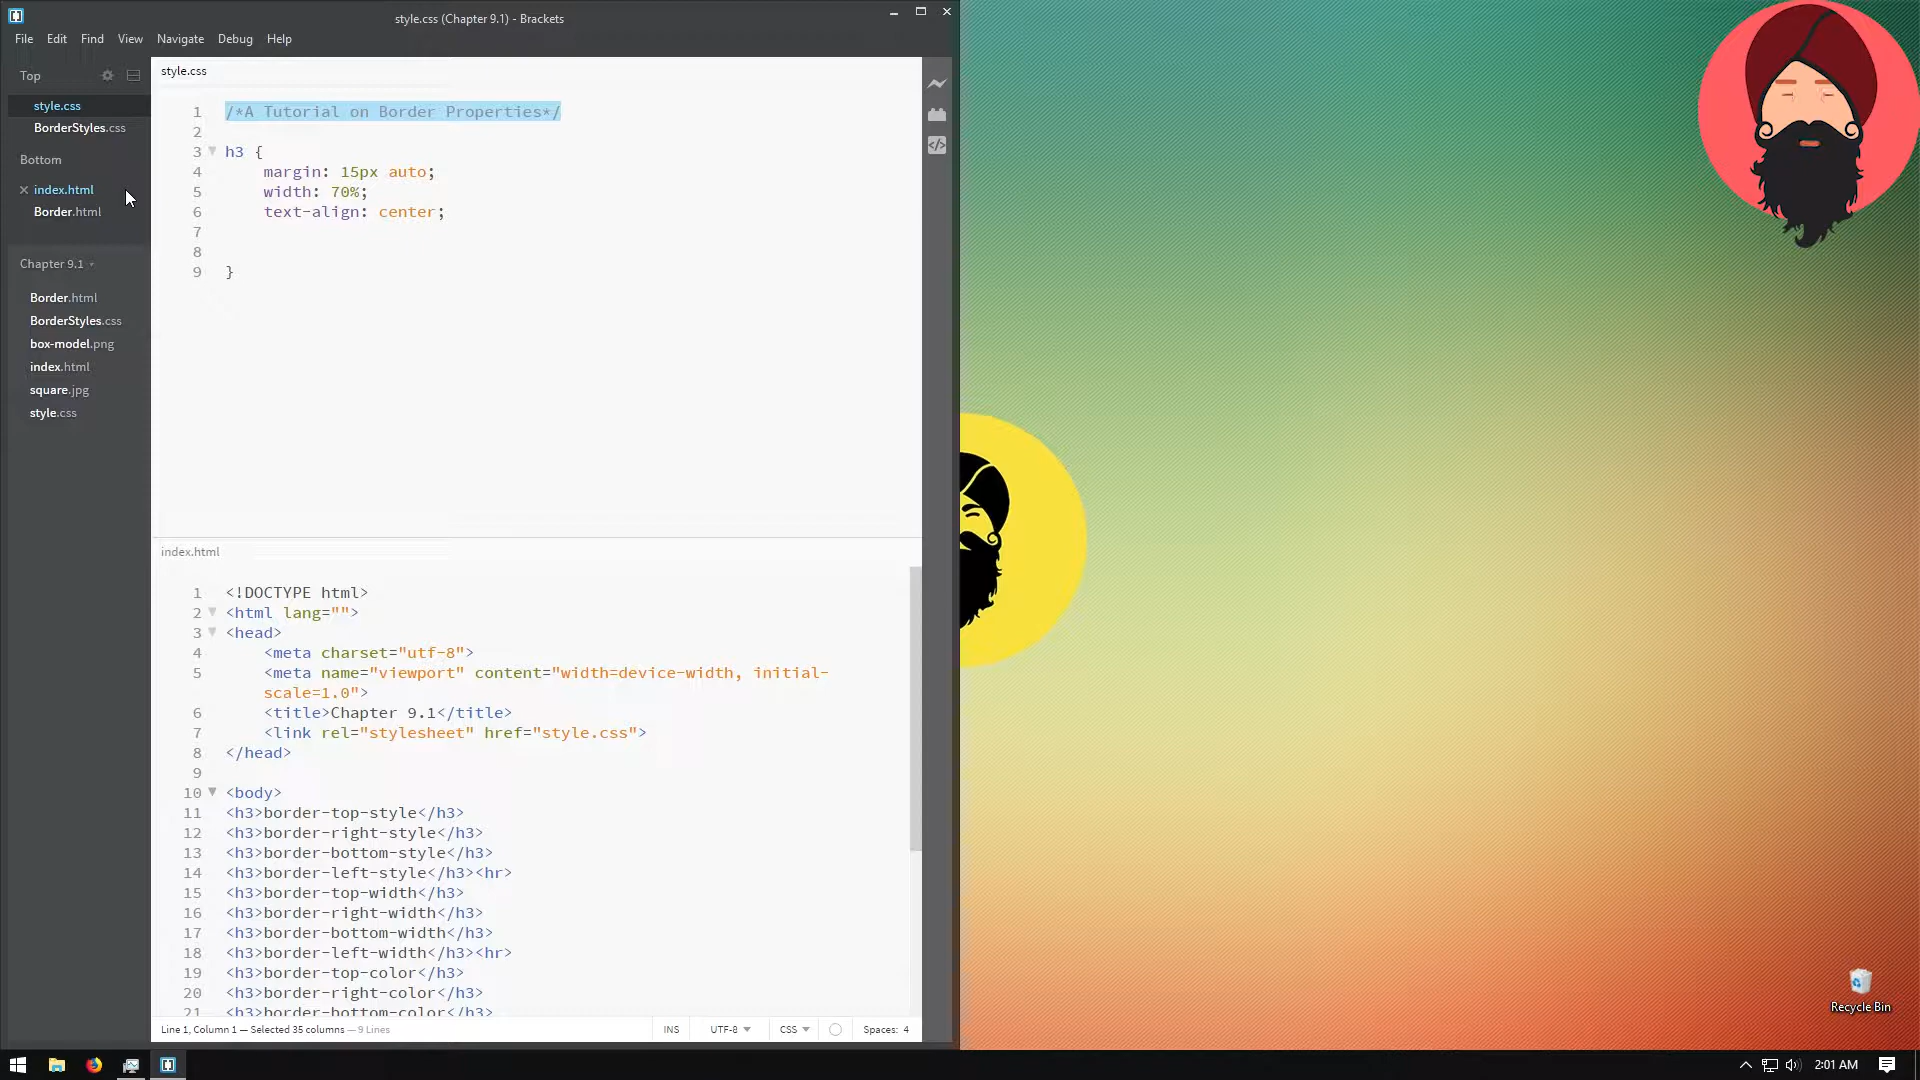 style.css (Chapter 9.1) - Brackets
File Edit Find View Navigate Debug Help
Top
style.css
BorderStyles.css
Bottom
index.html
Border.html
Chapter 9.1
Border.html
BorderStyles.css
box-model.png
index.html
square.jpg
style.css
style.css
1 /*A Tutorial on Border Properties*/
2
3 h3 {
4 margin: 15px auto;
5 width: 70%;
6 text-align: center;
7
8
9 }
index.html
1 <!DOCTYPE html>
2 <html lang="">
3 <head>
4 <meta charset="utf-8">
5 <meta name="viewport" content="width=device-width, initial-
scale=1.0">
6 <title>Chapter 9.1</title>
7 <link rel="stylesheet" href="style.css">
8 </head>
9
10 <body>
11 <h3>border-top-style</h3>
12 <h3>border-right-style</h3>
13 <h3>border-bottom-style</h3>
14 <h3>border-left-style</h3><hr>
15 <h3>border-top-width</h3>
16 <h3>border-right-width</h3>
17 <h3>border-bottom-width</h3>
18 <h3>border-left-width</h3><hr>
19 <h3>border-top-color</h3>
20 <h3>border-right-color</h3>
21 <h3>border-bottom-color</h3>
Line 1, Column 1 — Selected 35 columns — 9 Lines
INS UTF-8 CSS Spaces: 4
Recycle Bin
2:01 AM